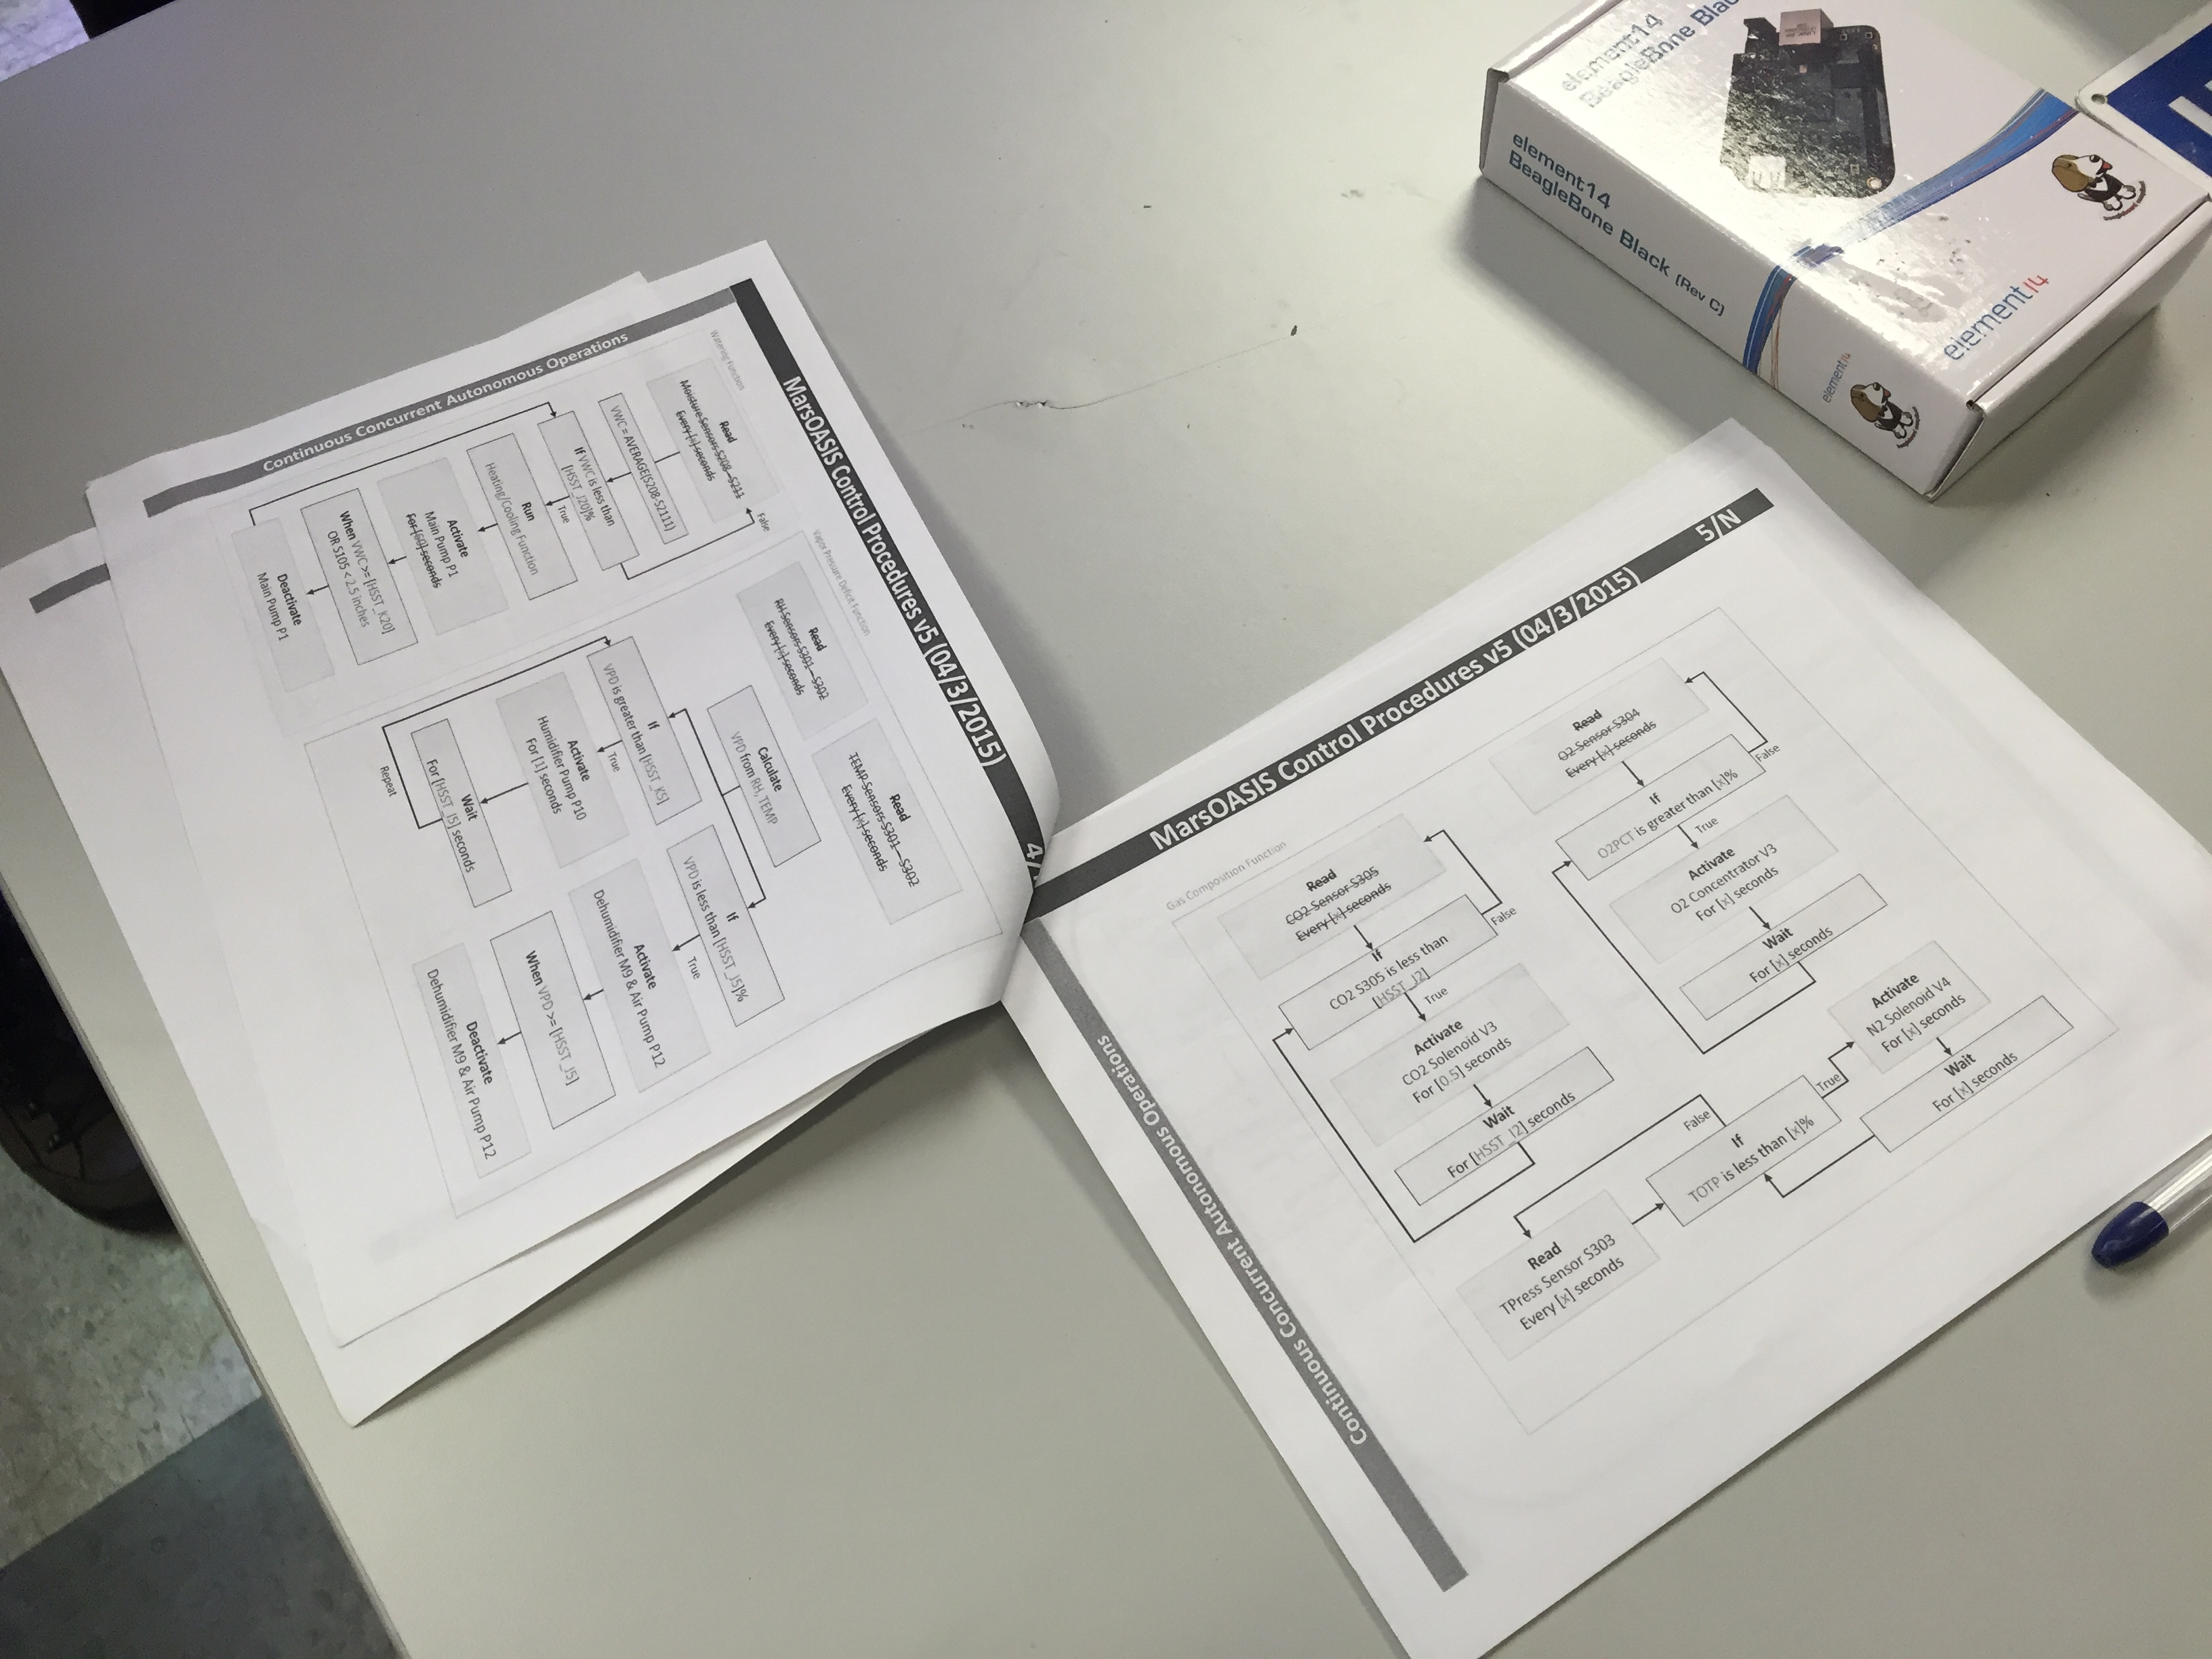 MarsOASIS Control Procedures v5 (04/3/2015)
4/
Continuous Concurrent Autonomous Operations
Watering Function
Read
Moisture Sensors S208 - S211
Every [x] seconds
VWC = AVERAGE(S208-S2111)
If VWC is less than
[HSST_J20]%
False
True
Run
Heating/Cooling Function
Activate
Main Pump P1
For [60] seconds
When VWC >= [HSST_K20]
OR S105 < 2.5 inches
Deactivate
Main Pump P1
Vapor Pressure Deficit Function
Read
RH Sensors S301 - S302
Every [x] seconds
Read
TEMP Sensors S301 - S302
Every [x] seconds
Calculate
VPD from RH, TEMP
If
VPD is greater than [HSST_K5]
True
Activate
Humidifier Pump P10
For [1] seconds
Wait
For [HSST_I5] seconds
Repeat
If
VPD is less than [HSST_J5]%
True
Activate
Dehumidifier M9 & Air Pump P12
When VPD >= [HSST_J5]
Deactivate
Dehumidifier M9 & Air Pump P12
MarsOASIS Control Procedures v5 (04/3/2015)
5/N
Continuous Concurrent Autonomous Operations
Gas Composition Function
Read
CO2 Sensor S305
Every [x] seconds
If
CO2 S305 is less than
[HSST_J2]
False
True
Activate
CO2 Solenoid V3
For [0.5] seconds
Wait
For [HSST_I2] seconds
Read
O2 Sensor S304
Every [x] seconds
If
O2PCT is greater than [x]%
False
True
Activate
O2 Concentrator V3
For [x] seconds
Wait
For [x] seconds
Read
TPress Sensor S303
Every [x] seconds
If
TOTP is less than [x]%
False
True
Activate
N2 Solenoid V4
For [x] seconds
Wait
For [x] seconds
element14
BeagleBone Blac
element14
BeagleBone Black (Rev C)
element14
element14